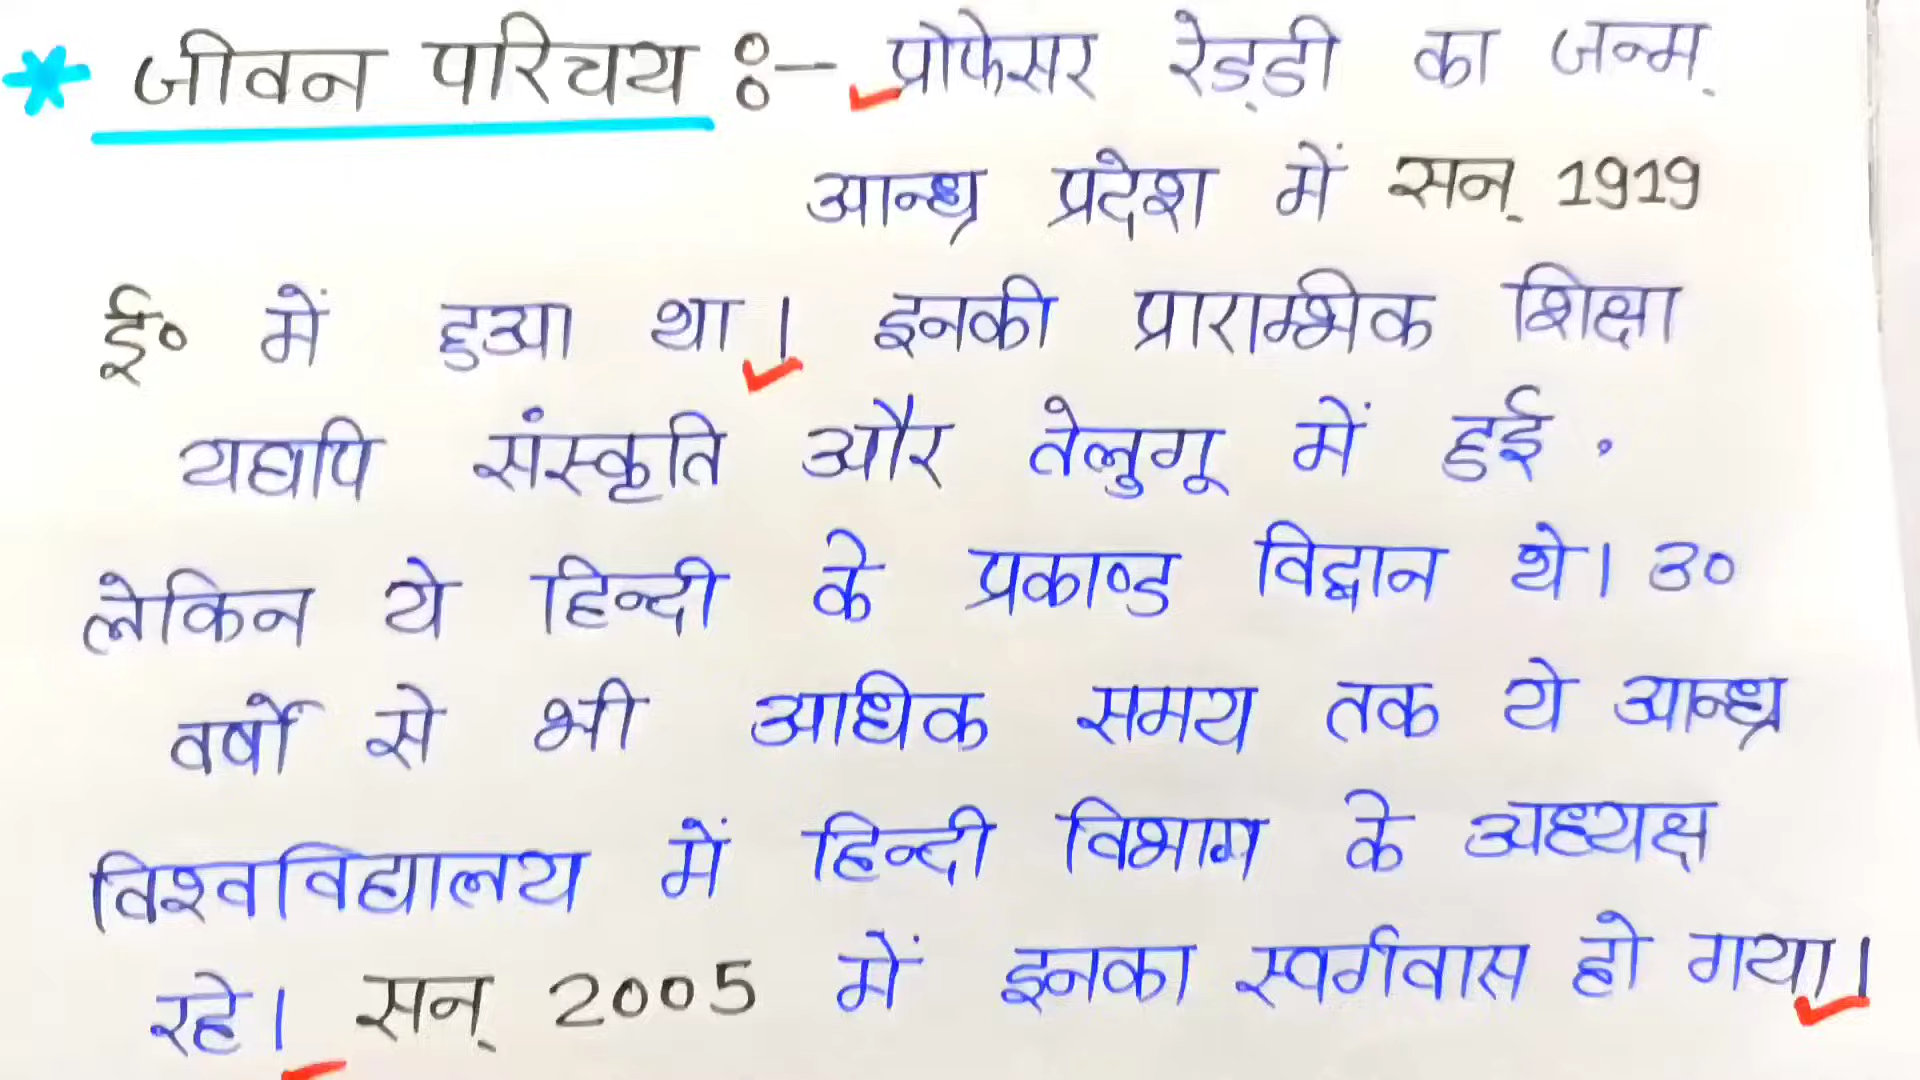 * जीवन परिचय :- प्रोफेसर रेड्डी का जन्म
आन्ध्र प्रदेश में सन् 1919
ई० में हुआ था। इनकी प्रारम्भिक शिक्षा
यद्यपि संस्कृति और तेलुगू में हुई .
लेकिन ये हिन्दी के प्रकाण्ड विद्वान थे। 30
वर्षों से भी अधिक समय तक ये आन्ध्र
विश्वविद्यालय में हिन्दी विभाग के अध्यक्ष
रहे। सन् 2005 में इनका स्वर्गवास हो गया।